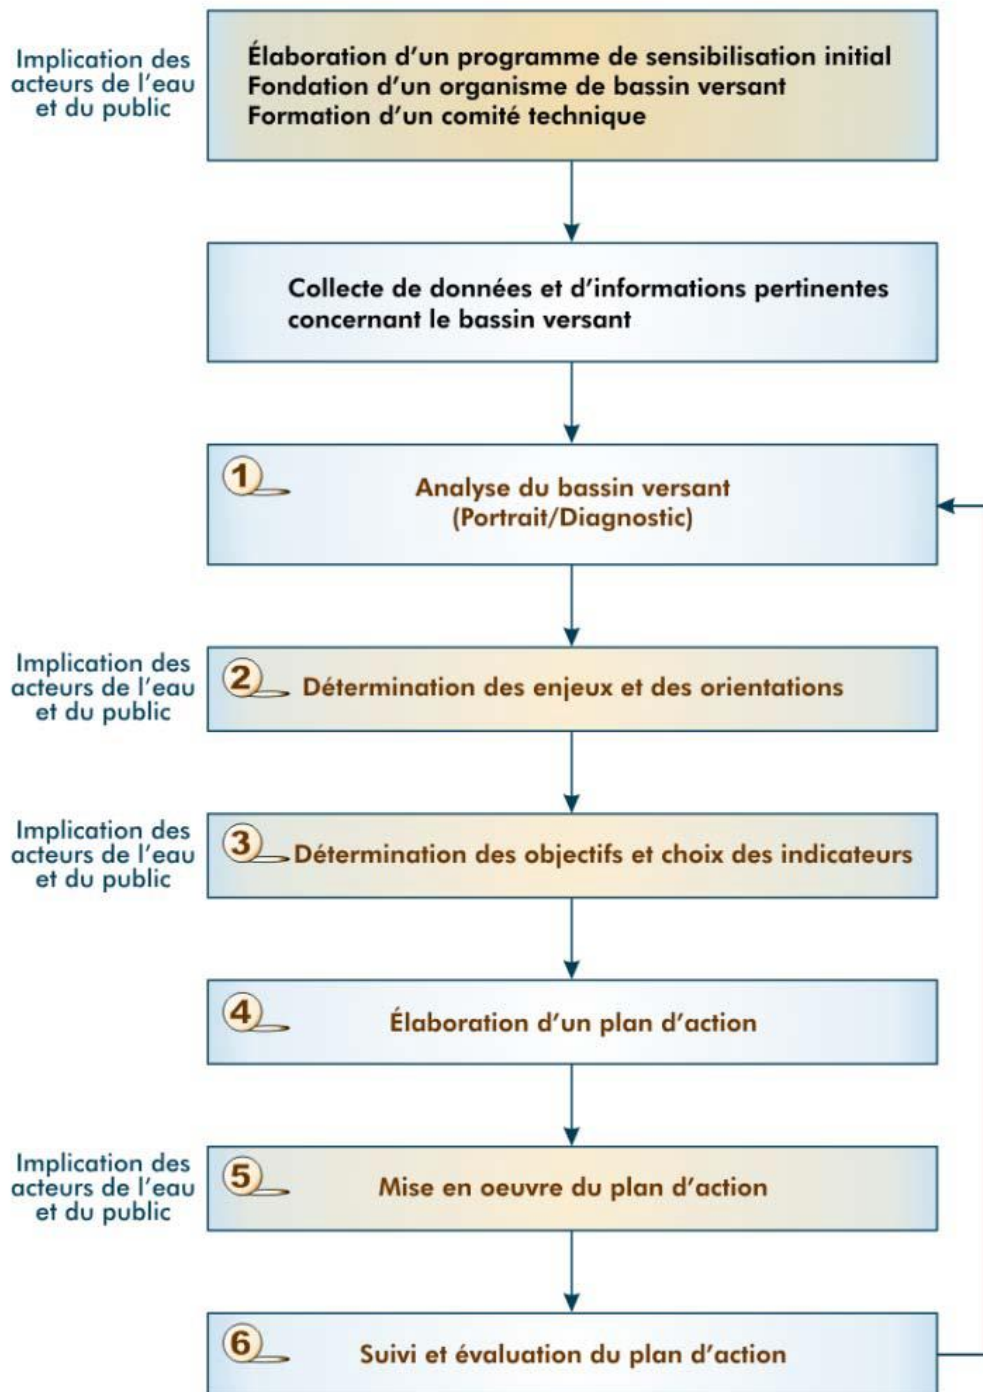 Implication des
acteurs de l'eau
et du public
Élaboration d'un programme de sensibilisation initial
Fondation d'un organisme de bassin versant
Formation d'un comité technique
Collecte de données et d'informations pertinentes
concernant le bassin versant
1
Analyse du bassin versant
(Portrait/Diagnostic)
Implication des
acteurs de l'eau
et du public
2
Détermination des enjeux et des orientations
Implication des
acteurs de l'eau
et du public
3
Détermination des objectifs et choix des indicateurs
4
Élaboration d'un plan d'action
Implication des
acteurs de l'eau
et du public
5
Mise en oeuvre du plan d'action
6
Suivi et évaluation du plan d'action